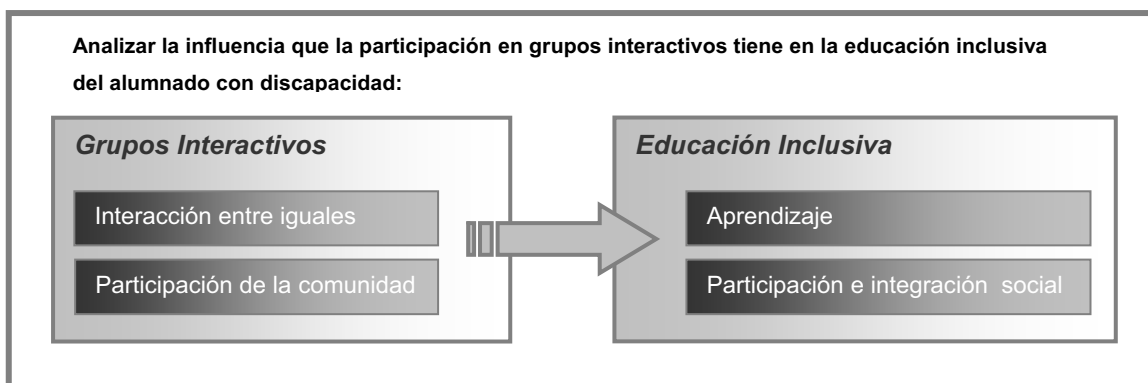 Analizar la influencia que la participación en grupos interactivos tiene en la educación inclusiva
del alumnado con discapacidad:
Grupos Interactivos
Interacción entre iguales
Participación de la comunidad
Educación Inclusiva
Aprendizaje
Participación e integración social